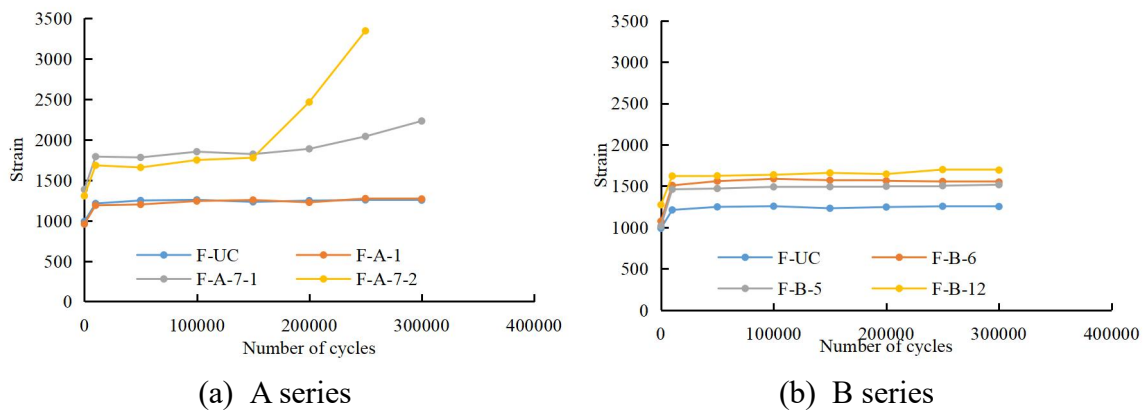 3500
3000
2500
2000
1500
1000
500
0
Strain
0
100000
200000
300000
400000
Number of cycles
F-UC
F-A-1
F-A-7-1
F-A-7-2
(a) A series
3500
3000
2500
2000
1500
1000
500
0
Strain
0
100000
200000
300000
400000
Number of cycles
F-UC
F-B-6
F-B-5
F-B-12
(b) B series